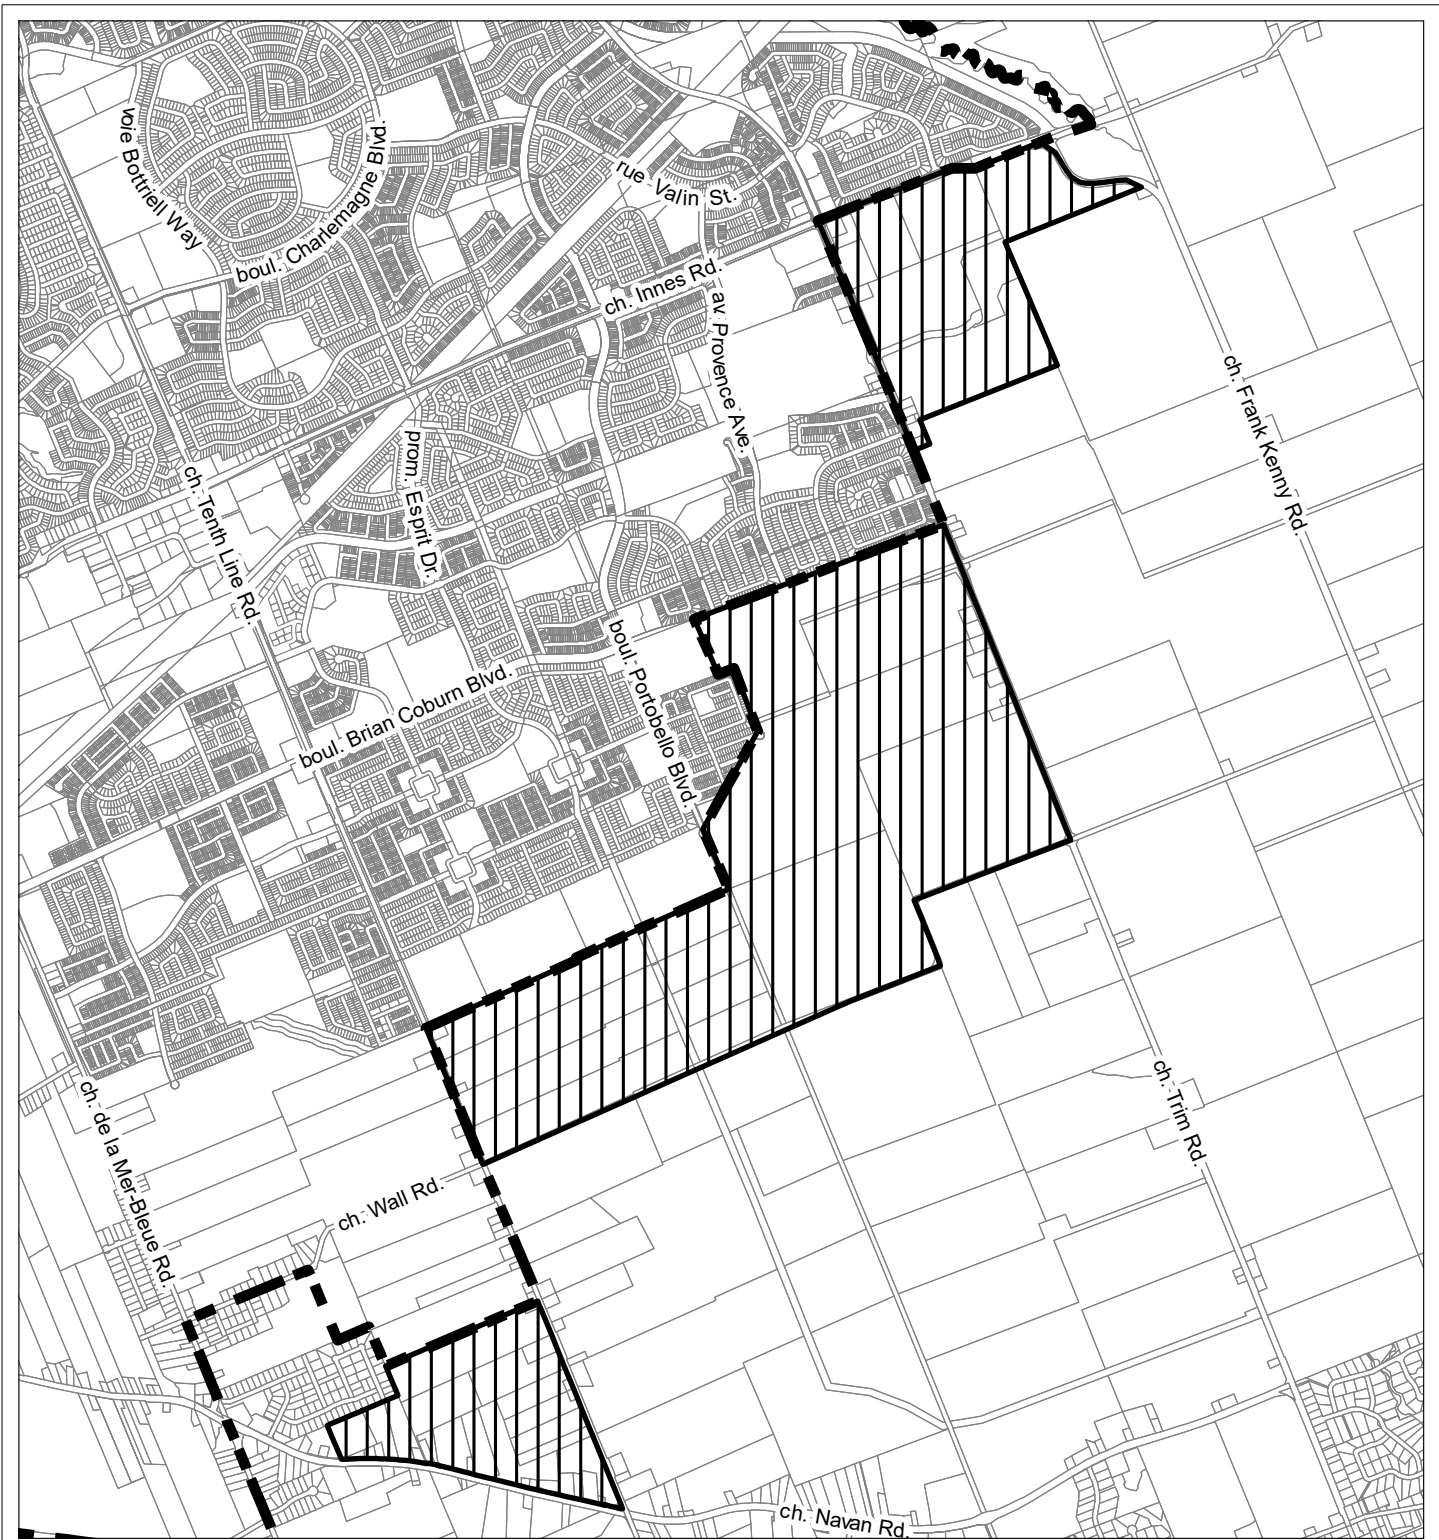 voie Bottriell Way
boul. Charlemagne Blvd.
rue Valin St.
ch. Innes Rd.
av. Provence Ave.
ch. Frank Kenny Rd.
prom. Esprit Dr.
ch. Tenth Line Rd.
boul. Portobello Blvd.
boul. Brian Coburn Blvd.
ch. Trim Rd.
ch. de la Mer-Bleue Rd.
ch. Wall Rd.
ch. Navan Rd.